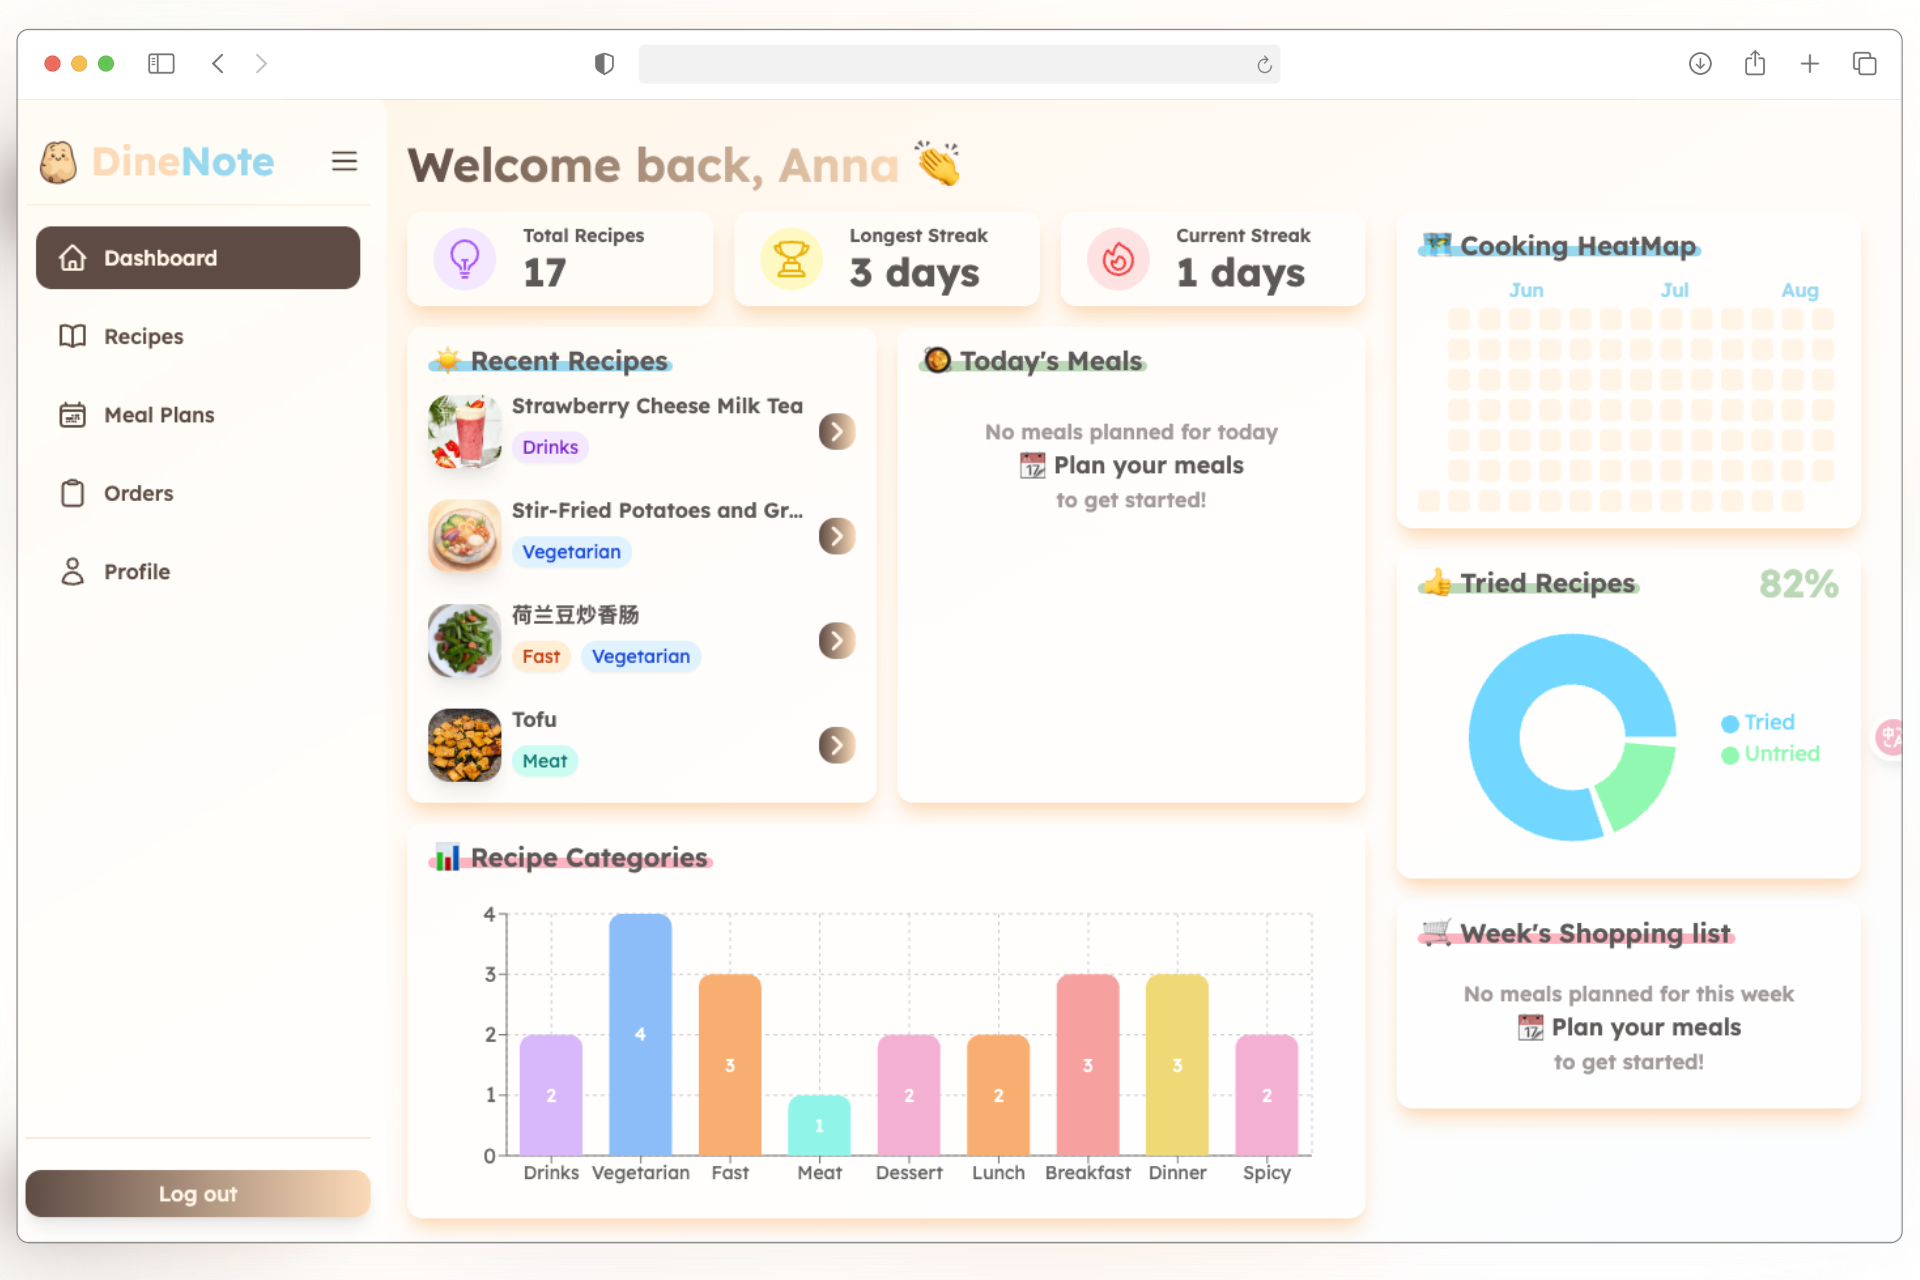 DineNote
Dashboard
Recipes
Meal Plans
Orders
Profile
Log out
Welcome back, Anna 👏
Total Recipes
17
Longest Streak
3 days
Current Streak
1 days
Recent Recipes
Strawberry Cheese Milk Tea
Drinks
Stir-Fried Potatoes and Gr...
Vegetarian
荷兰豆炒香肠
Fast Vegetarian
Tofu
Meat
Today's Meals
No meals planned for today
📆 Plan your meals
to get started!
Recipe Categories
4
3
2
1
0
2
4
3
1
2
2
3
3
2
Drinks Vegetarian Fast Meat Dessert Lunch Breakfast Dinner Spicy
Cooking HeatMap
Jun Jul Aug
Tried Recipes 82%
Tried
Untried
Week's Shopping list
No meals planned for this week
📆 Plan your meals
to get started!
中A